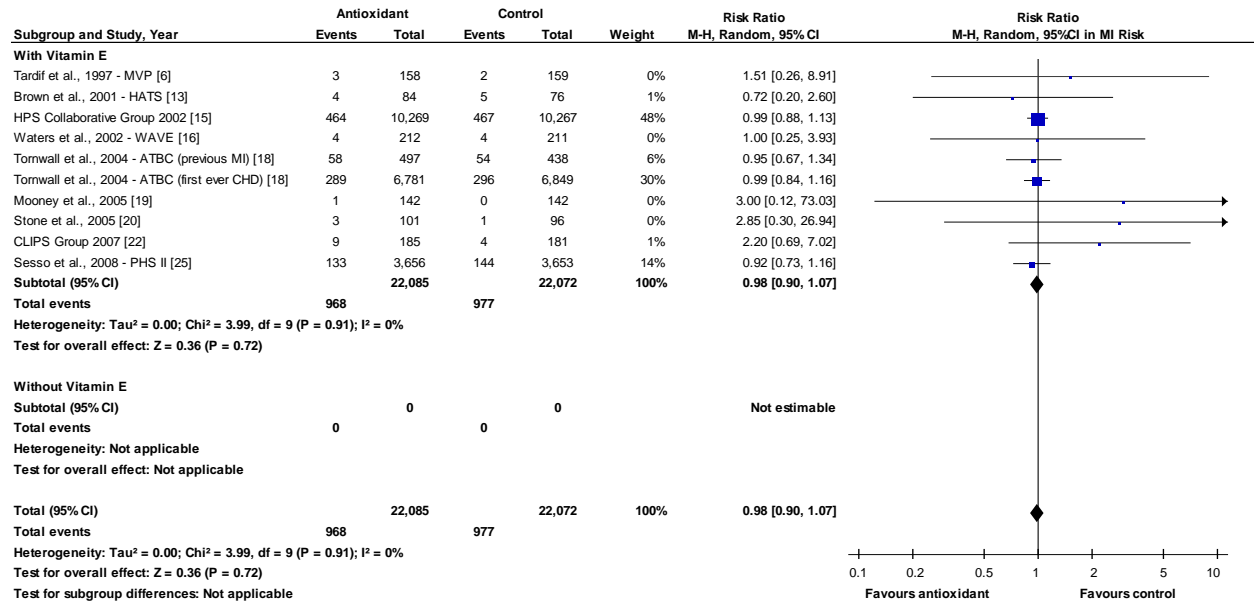 Antioxidant Control Risk Ratio Risk Ratio
Subgroup and Study, Year Events Total Events Total Weight M-H, Random, 95% CI M-H, Random, 95%CI in MI Risk
With Vitamin E
Tardif et al., 1997 - MVP [6] 3 158 2 159 0% 1.51 [0.26, 8.91]
Brown et al., 2001 - HATS [13] 4 84 5 76 1% 0.72 [0.20, 2.60]
HPS Collaborative Group 2002 [15] 464 10,269 467 10,267 48% 0.99 [0.88, 1.13]
Waters et al., 2002 - WAVE [16] 4 212 4 211 0% 1.00 [0.25, 3.93]
Tornwall et al., 2004 - ATBC (previous MI) [18] 58 497 54 438 6% 0.95 [0.67, 1.34]
Tornwall et al., 2004 - ATBC (first ever CHD) [18] 289 6,781 296 6,849 30% 0.99 [0.84, 1.16]
Mooney et al., 2005 [19] 1 142 0 142 0% 3.00 [0.12, 73.03]
Stone et al., 2005 [20] 3 101 1 96 0% 2.85 [0.30, 26.94]
CLIPS Group 2007 [22] 9 185 4 181 1% 2.20 [0.69, 7.02]
Sesso et al., 2008 - PHS II [25] 133 3,656 144 3,653 14% 0.92 [0.73, 1.16]
Subtotal (95% CI) 22,085 22,072 100% 0.98 [0.90, 1.07]
Total events 968 977
Heterogeneity: Tau² = 0.00; Chi² = 3.99, df = 9 (P = 0.91); I² = 0%
Test for overall effect: Z = 0.36 (P = 0.72)
Without Vitamin E
Subtotal (95% CI) 0 0 Not estimable
Total events 0 0
Heterogeneity: Not applicable
Test for overall effect: Not applicable
Total (95% CI) 22,085 22,072 100% 0.98 [0.90, 1.07]
Total events 968 977
Heterogeneity: Tau² = 0.00; Chi² = 3.99, df = 9 (P = 0.91); I² = 0%
Test for overall effect: Z = 0.36 (P = 0.72) 0.1 0.2 0.5 1 2 5 10
Test for subgroup differences: Not applicable Favours antioxidant Favours control